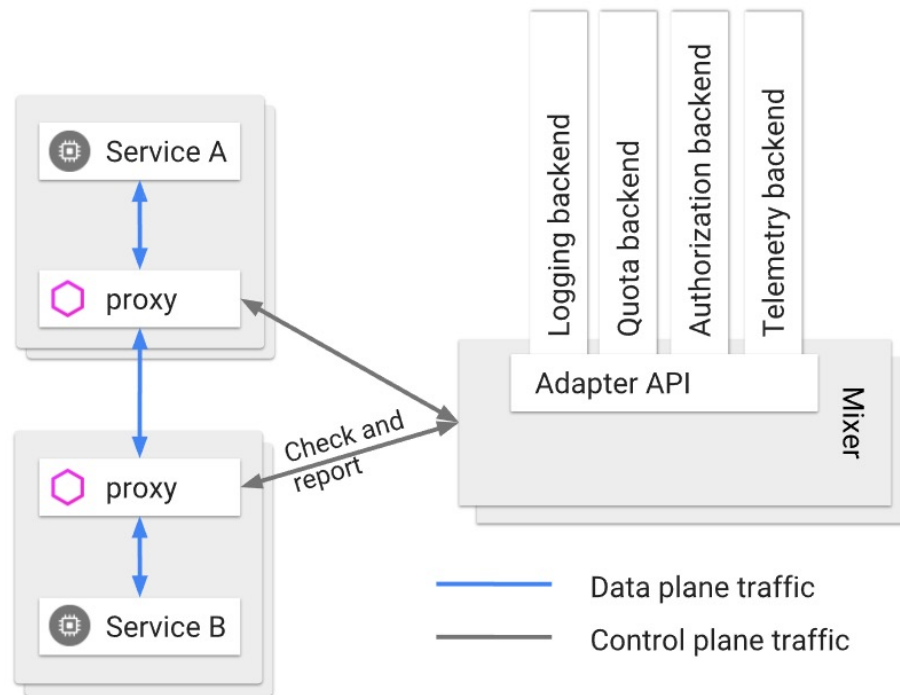 Service A
proxy
proxy
Service B
Check and
report
Logging backend
Quota backend
Authorization backend
Telemetry backend
Adapter API
Mixer
Data plane traffic
Control plane traffic